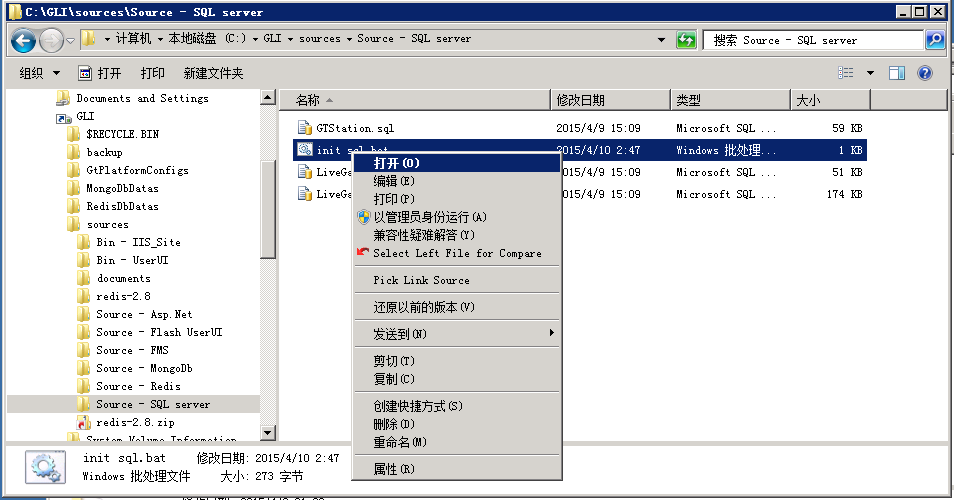 C:\GLI\sources\Source - SQL server
计算机 本地磁盘 (C:) GLI sources Source - SQL server
搜索 Source - SQL server
组织 打开 打印 新建文件夹
Documents and Settings
GLI
$RECYCLE.BIN
backup
GtPlatformConfigs
MongoDbDatas
RedisDbDatas
sources
Bin - IIS_Site
Bin - UserUI
documents
redis-2.8
Source - Asp.Net
Source - Flash UserUI
Source - FMS
Source - MongoDb
Source - Redis
Source - SQL server
redis-2.8.zip
System Volume Information
名称 修改日期 类型 大小
GTStation.sql 2015/4/9 15:09 Microsoft SQL ... 59 KB
init sql.bat 2015/4/10 2:47 Windows 批处理... 1 KB
LiveGa 2015/4/9 15:09 Microsoft SQL ... 51 KB
LiveGa 2015/4/9 15:09 Microsoft SQL ... 174 KB
打开(O)
编辑(E)
打印(P)
以管理员身份运行(A)
兼容性疑难解答(Y)
Select Left File for Compare
Pick Link Source
还原以前的版本(V)
发送到(N)
剪切(T)
复制(C)
创建快捷方式(S)
删除(D)
重命名(M)
属性(R)
init sql.bat 修改日期: 2015/4/10 2:47
Windows 批处理文件 大小: 273 字节